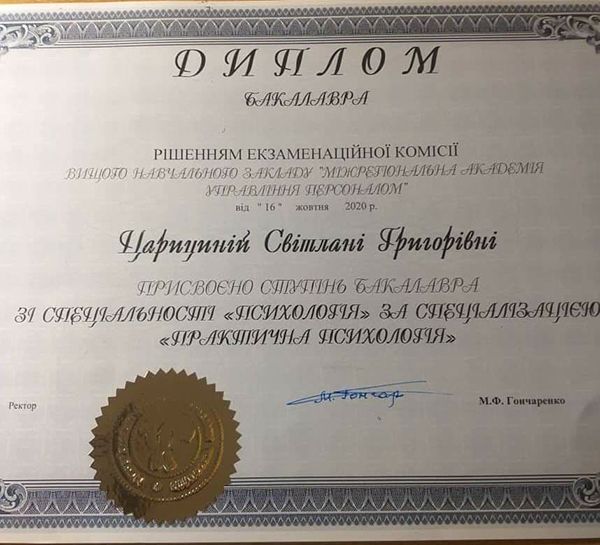 ДИПЛОМ
БАКАЛАВРА
РІШЕННЯМ ЕКЗАМЕНАЦІЙНОЇ КОМІСІЇ
ВИЩОГО НАВЧАЛЬНОГО ЗАКЛАДУ "МІЖРЕГІОНАЛЬНА АКАДЕМІЯ
УПРАВЛІННЯ ПЕРСОНАЛОМ"
від "16" жовтня 2020 р.
Царициній Світлані Григорівні
ПРИСВОЄНО СТУПІНЬ БАКАЛАВРА
ЗІ СПЕЦІАЛЬНОСТІ «ПСИХОЛОГІЯ» ЗА СПЕЦІАЛІЗАЦІЄЮ
«ПРАКТИЧНА ПСИХОЛОГІЯ»
Ректор М.Ф. Гончаренко